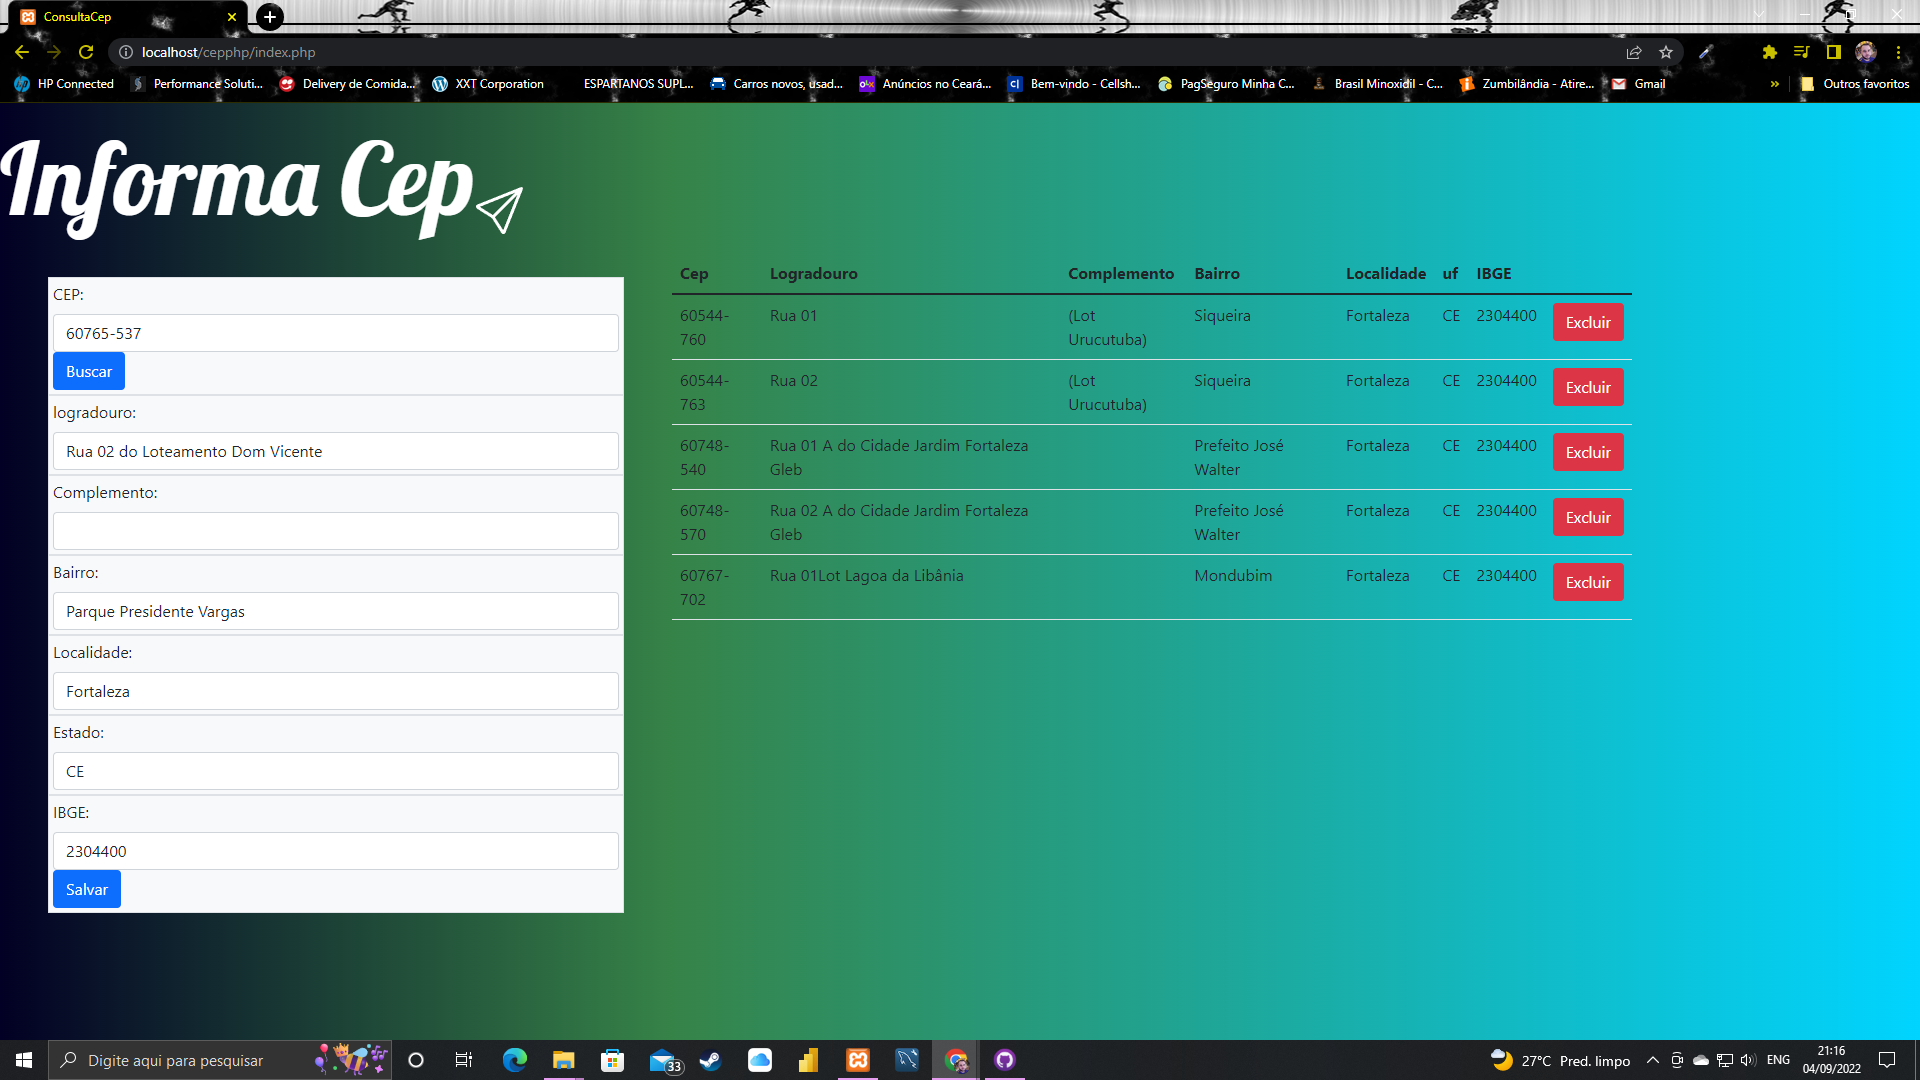 ConsultaCep
localhost/cepphp/index.php
HP Connected
Performance Soluti...
Delivery de Comida...
XXT Corporation
ESPARTANOS SUPL...
Carros novos, usad...
Anúncios no Ceará...
Bem-vindo - Cellsh...
PagSeguro Minha C...
Brasil Minoxidil - C...
Zumbilândia - Atire...
Gmail
»
Outros favoritos
Informa Cep
CEP:
60765-537
Buscar
logradouro:
Rua 02 do Loteamento Dom Vicente
Complemento:
Bairro:
Parque Presidente Vargas
Localidade:
Fortaleza
Estado:
CE
IBGE:
2304400
Salvar
Cep Logradouro Complemento Bairro Localidade uf IBGE
60544- Rua 01 (Lot Siqueira Fortaleza CE 2304400 Excluir
760 Urucutuba)
60544- Rua 02 (Lot Siqueira Fortaleza CE 2304400 Excluir
763 Urucutuba)
60748- Rua 01 A do Cidade Jardim Fortaleza Prefeito José Fortaleza CE 2304400 Excluir
540 Gleb Walter
60748- Rua 02 A do Cidade Jardim Fortaleza Prefeito José Fortaleza CE 2304400 Excluir
570 Gleb Walter
60767- Rua 01Lot Lagoa da Libânia Mondubim Fortaleza CE 2304400 Excluir
702
Digite aqui para pesquisar
33
27°C Pred. limpo
ENG
21:16
04/09/2022